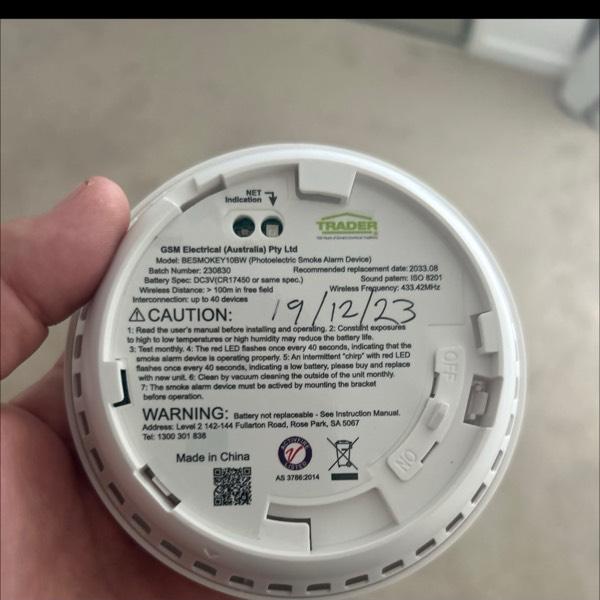 NET
Indication
TRADER
GSM Electrical (Australia) Pty Ltd
Model: BESMOKEY10BW (Photoelectric Smoke Alarm Device)
Batch Number: 230830 Recommended replacement date: 2033.08
Battery Spec: DC3V(CR17450 or same spec.) Sound patern: ISO 8201
Wireless Distance: > 100m in free field Wireless Frequency: 433.42MHz
Interconnection: up to 40 devices
19/12/23
CAUTION:
1: Read the user's manual before installing and operating. 2: Constant exposures
to high to low temperatures or high humidity may reduce the battery life.
3: Test monthly. 4: The red LED flashes once every 40 seconds, indicating that the
smoke alarm device is operating properly. 5: An intermittent "chirp" with red LED
flashes once every 40 seconds, indicating a low battery, please buy and replace
with new unit. 6: Clean by vacuum cleaning the outside of the unit monthly.
7: The smoke alarm device must be actived by mounting the bracket
before operation.
WARNING: Battery not replaceable - See Instruction Manual.
Address: Level 2 142-144 Fullarton Road, Rose Park, SA 5067
Tel: 1300 301 838
Made in China
AS 3786:2014
OFF
ON